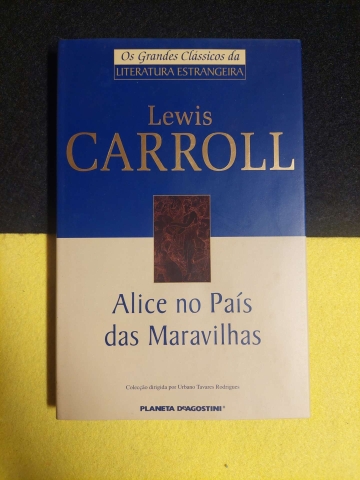 Os Grandes Clássicos da
LITERATURA ESTRANGEIRA
Lewis
CARROLL
Alice no País
das Maravilhas
Colecção dirigida por Urbano Tavares Rodrigues
PLANETA DeAGOSTINI